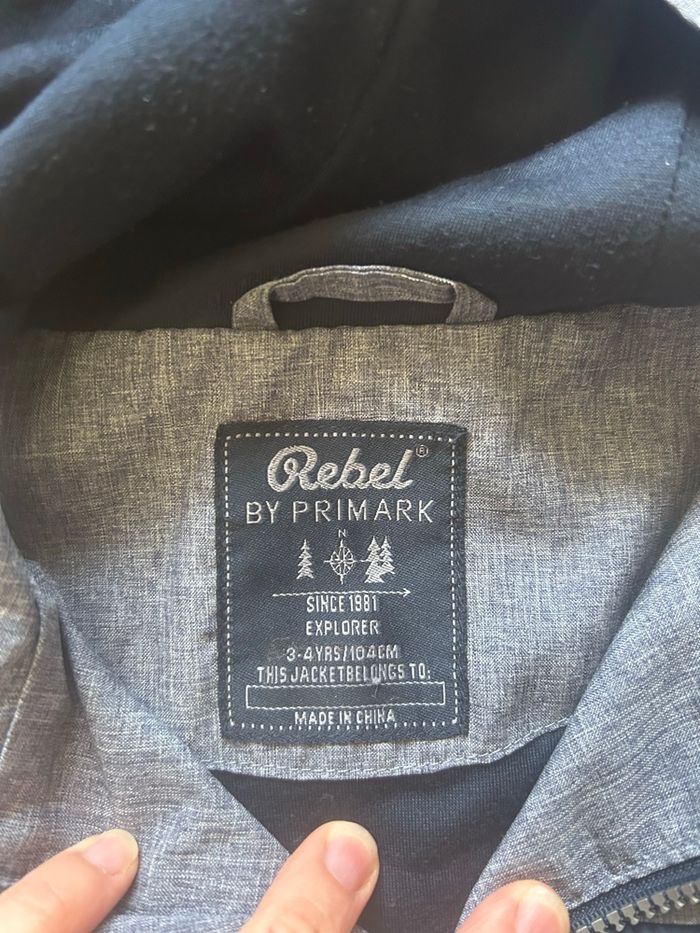 Rebel®
BY PRIMARK
N
SINCE 1981
EXPLORER
3-4YRS/104CM
THIS JACKETBELONGS TO:
MADE IN CHINA